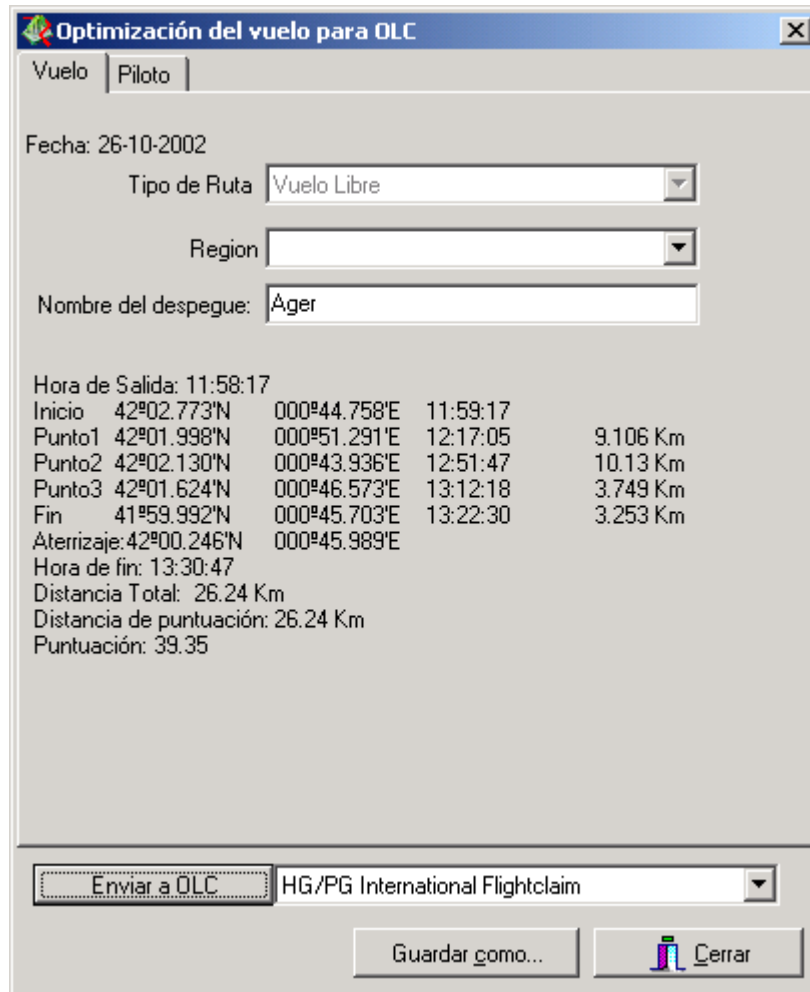 Optimización del vuelo para OLC
Vuelo Piloto
Fecha: 26-10-2002
Tipo de Ruta Vuelo Libre
Region
Nombre del despegue: Ager
Hora de Salida: 11:58:17
Inicio 42º02.773'N 000º44.758'E 11:59:17
Punto1 42º01.998'N 000º51.291'E 12:17:05 9.106 Km
Punto2 42º02.130'N 000º43.936'E 12:51:47 10.13 Km
Punto3 42º01.624'N 000º46.573'E 13:12:18 3.749 Km
Fin 41º59.992'N 000º45.703'E 13:22:30 3.253 Km
Aterrizaje:42º00.246'N 000º45.989'E
Hora de fin: 13:30:47
Distancia Total: 26.24 Km
Distancia de puntuación: 26.24 Km
Puntuación: 39.35
Enviar a OLC HG/PG International Flightclaim
Guardar como... Cerrar